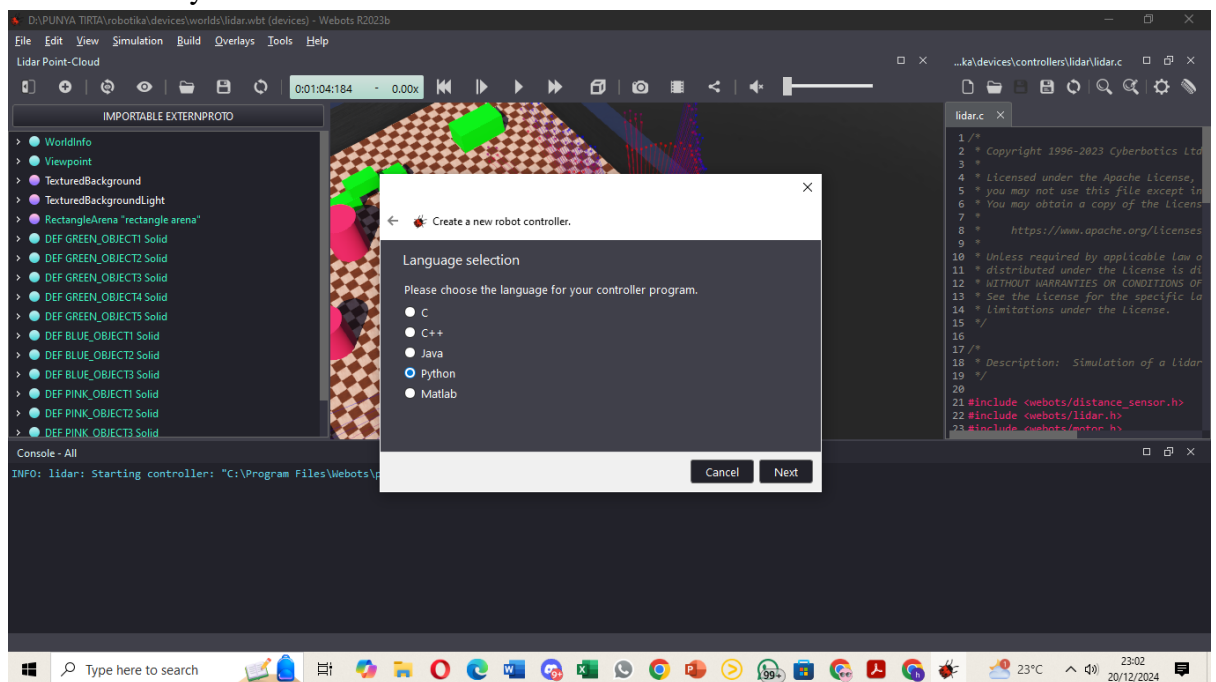 D:\PUNYA TIRTA\robotika\devices\worlds\lidar.wbt (devices) - Webots R2023b
File Edit View Simulation Build Overlays Tools Help
Lidar Point-Cloud
...ka\devices\controllers\lidar\lidar.c
0:01:04:184 - 0.00x
IMPORTABLE EXTERNPROTO
WorldInfo
Viewpoint
TexturedBackground
TexturedBackgroundLight
RectangleArena "rectangle arena"
DEF GREEN_OBJECT1 Solid
DEF GREEN_OBJECT2 Solid
DEF GREEN_OBJECT3 Solid
DEF GREEN_OBJECT4 Solid
DEF GREEN_OBJECT5 Solid
DEF BLUE_OBJECT1 Solid
DEF BLUE_OBJECT2 Solid
DEF BLUE_OBJECT3 Solid
DEF PINK_OBJECT1 Solid
DEF PINK_OBJECT2 Solid
DEF PINK_OBJECT3 Solid
Create a new robot controller.
Language selection
Please choose the language for your controller program.
C
C++
Java
Python
Matlab
Cancel Next
lidar.c
1 /*
2 * Copyright 1996-2023 Cyberbotics Ltd
3 *
4 * Licensed under the Apache License,
5 * you may not use this file except in
6 * You may obtain a copy of the Licens
7 *
8 * https://www.apache.org/licenses
9 *
10 * Unless required by applicable law o
11 * distributed under the License is di
12 * WITHOUT WARRANTIES OR CONDITIONS OF
13 * See the License for the specific la
14 * limitations under the License.
15 */
16
17 /*
18 * Description: Simulation of a lidar
19 */
20
21 #include <webots/distance_sensor.h>
22 #include <webots/lidar.h>
23 #include <webots/motor.h>
Console - All
INFO: lidar: Starting controller: "C:\Program Files\Webots\p
Type here to search
99+
23°C
23:02
20/12/2024